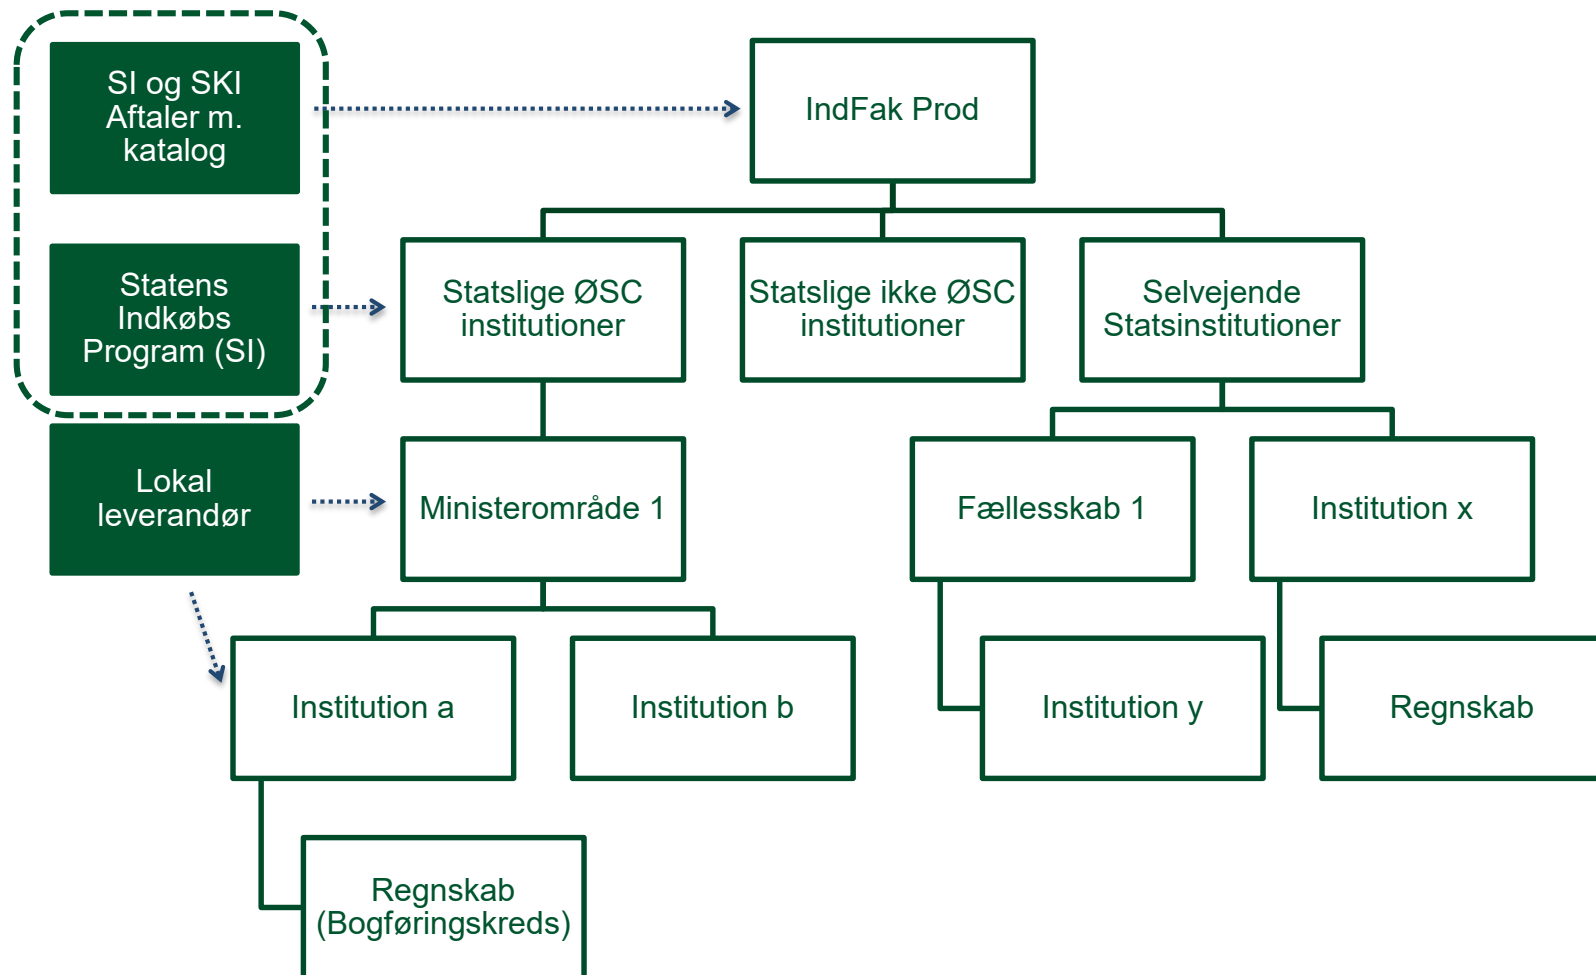 SI og SKI
Aftaler m.
katalog
IndFak Prod
Statens
Indkøbs
Program (SI)
Statslige ØSC
institutioner
Statslige ikke ØSC
institutioner
Selvejende
Statsinstitutioner
Lokal
leverandør
Ministerområde 1
Fællesskab 1
Institution x
Institution a
Institution b
Institution y
Regnskab
Regnskab
(Bogføringskreds)